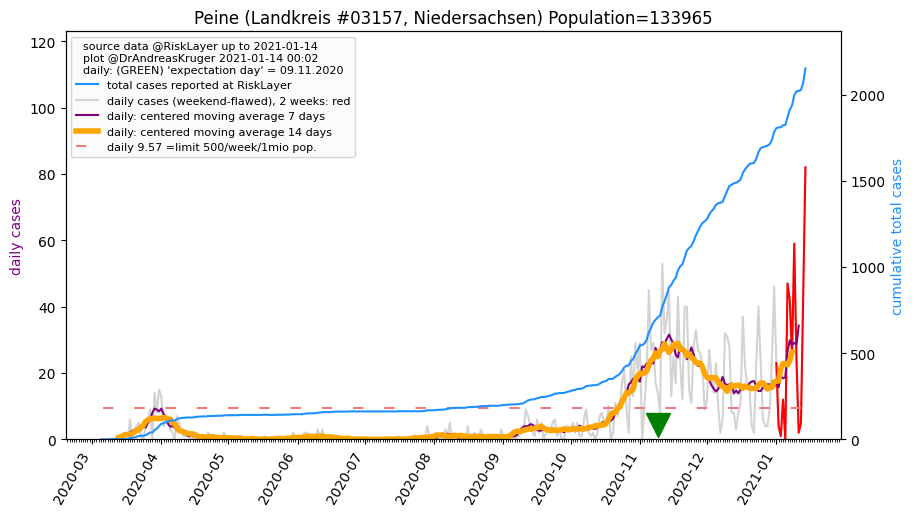 Peine (Landkreis #03157, Niedersachsen) Population=133965
source data @RiskLayer up to 2021-01-14
plot @DrAndreasKruger 2021-01-14 00:02
daily: (GREEN) 'expectation day' = 09.11.2020
total cases reported at RiskLayer
daily cases (weekend-flawed), 2 weeks: red
daily: centered moving average 7 days
daily: centered moving average 14 days
daily 9.57 =limit 500/week/1mio pop.
daily cases
120
100
80
60
40
20
0
cumulative total cases
2000
1500
1000
500
0
2020-03
2020-04
2020-05
2020-06
2020-07
2020-08
2020-09
2020-10
2020-11
2020-12
2021-01